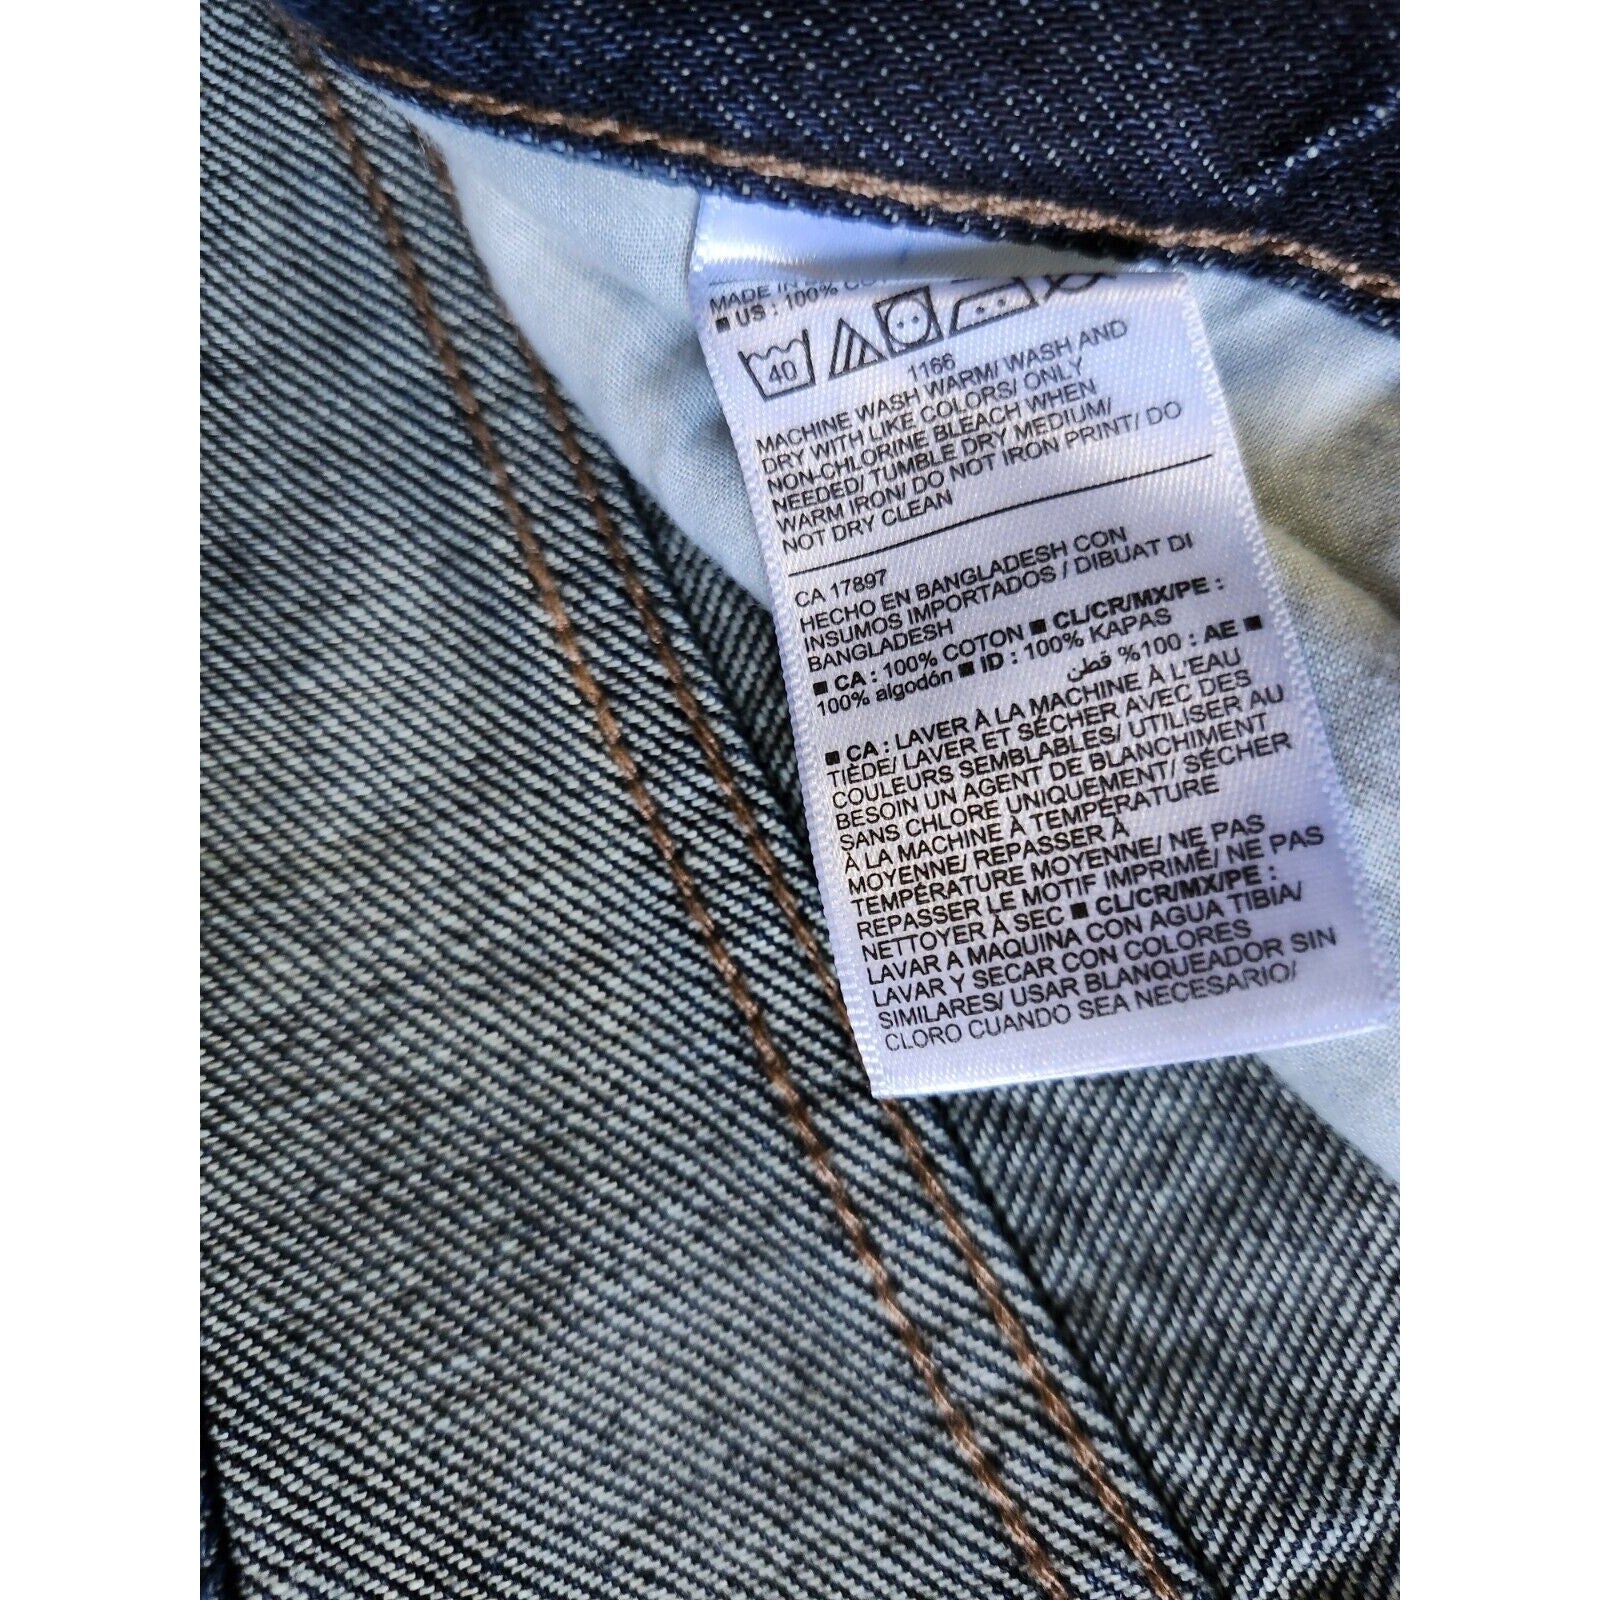 MADE IN
■ US : 100%
40
1166
MACHINE WASH WARM/ WASH AND
DRY WITH LIKE COLORS/ ONLY
NON-CHLORINE BLEACH WHEN
NEEDED/ TUMBLE DRY MEDIUM/
WARM IRON/ DO NOT IRON PRINT/ DO
NOT DRY CLEAN
CA 17897
HECHO EN BANGLADESH CON
INSUMOS IMPORTADOS / DIBUAT DI
BANGLADESH
■ CA : 100% COTON ■ CL/CR/MX/PE :
100% algodón ■ ID : 100% KAPAS
■ AE : 100% قطن
■ CA : LAVER À LA MACHINE À L'EAU
TIÈDE/ LAVER ET SÉCHER AVEC DES
COULEURS SEMBLABLES/ UTILISER AU
BESOIN UN AGENT DE BLANCHIMENT
SANS CHLORE UNIQUEMENT/ SÉCHER
À LA MACHINE À TEMPÉRATURE
MOYENNE/ REPASSER À
TEMPÉRATURE MOYENNE/ NE PAS
REPASSER LE MOTIF IMPRIMÉ/ NE PAS
NETTOYER À SEC ■ CL/CR/MX/PE :
LAVAR A MAQUINA CON AGUA TIBIA/
LAVAR Y SECAR CON COLORES
SIMILARES/ USAR BLANQUEADOR SIN
CLORO CUANDO SEA NECESARIO/